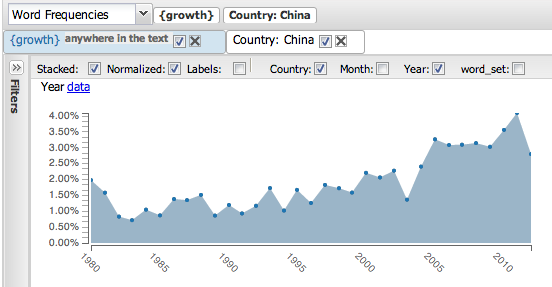 Word Frequencies {growth} Country: China
{growth} anywhere in the text Country: China
Filters
Stacked: Normalized: Labels: Country: Month: Year: word_set:
Year data
4.00%
3.50%
3.00%
2.50%
2.00%
1.50%
1.00%
0.50%
0.00%
1980 1985 1990 1995 2000 2005 2010